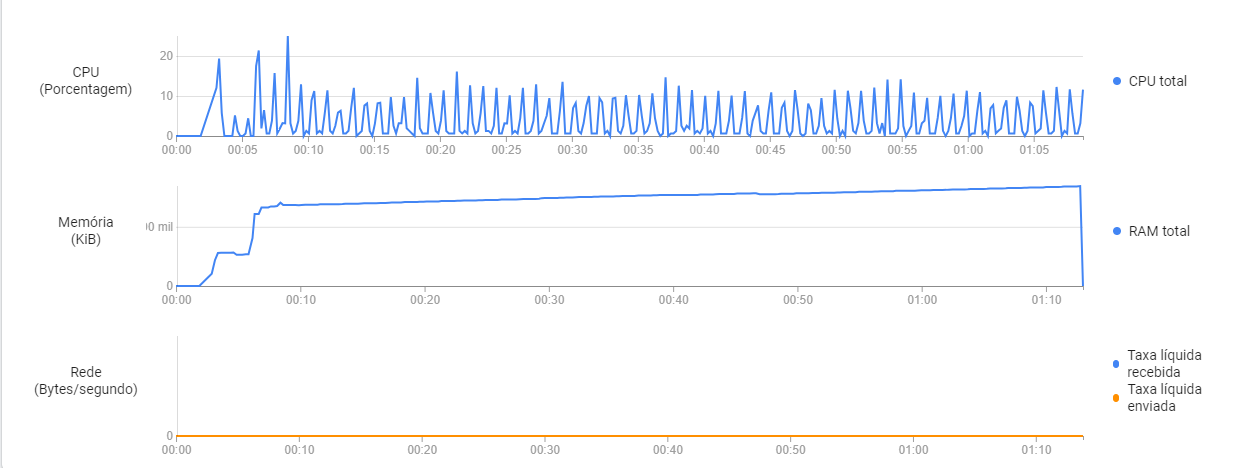 CPU
(Porcentagem)
20
10
0
00:00 00:05 00:10 00:15 00:20 00:25 00:30 00:35 00:40 00:45 00:50 00:55 01:00 01:05
CPU total
Memória
(KiB)
00 mil
0
00:00 00:10 00:20 00:30 00:40 00:50 01:00 01:10
RAM total
Rede
(Bytes/segundo)
0
00:00 00:10 00:20 00:30 00:40 00:50 01:00 01:10
Taxa líquida
recebida
Taxa líquida
enviada